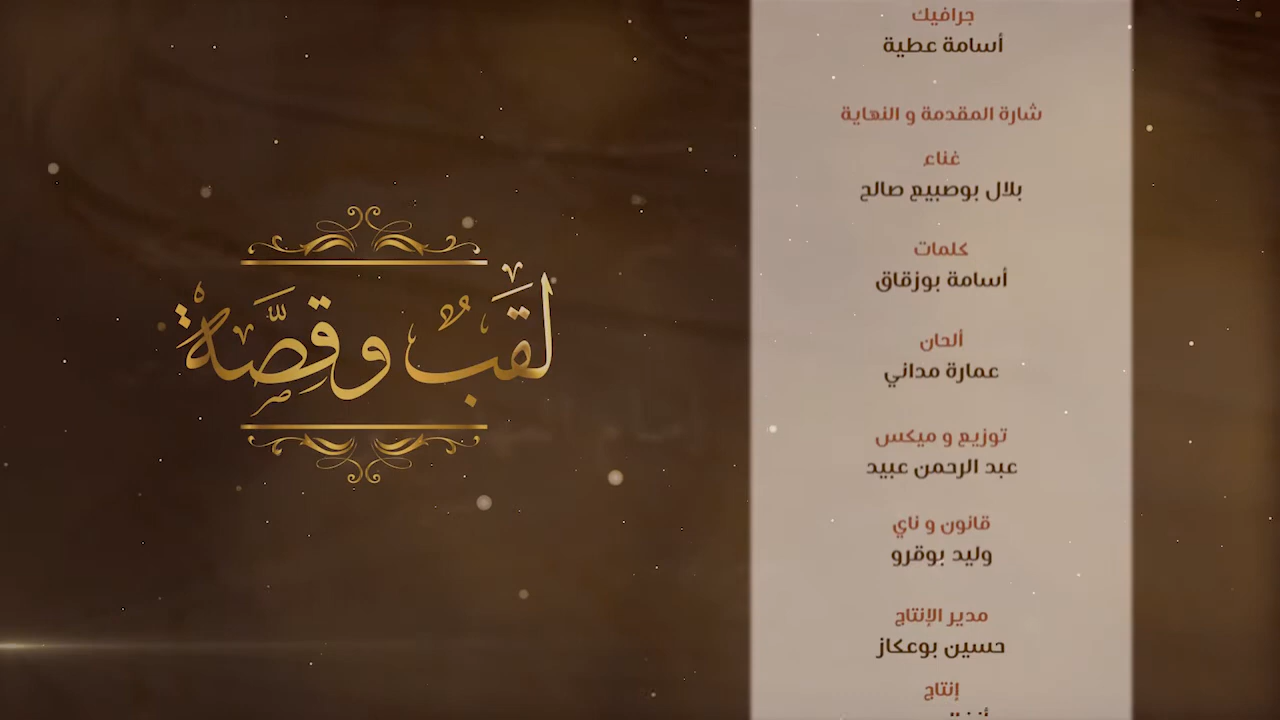 لقبٌ وقِصَّةٌ
جرافيك
أسامة عطية
شارة المقدمة و النهاية
غناء
بلال بوصبيع صالح
كلمات
أسامة بوزقاق
ألحان
عمارة مداني
توزيع و ميكس
عبد الرحمن عبيد
قانون و ناي
وليد بوقرو
مدير الإنتاج
حسين بوعكاز
إنتاج